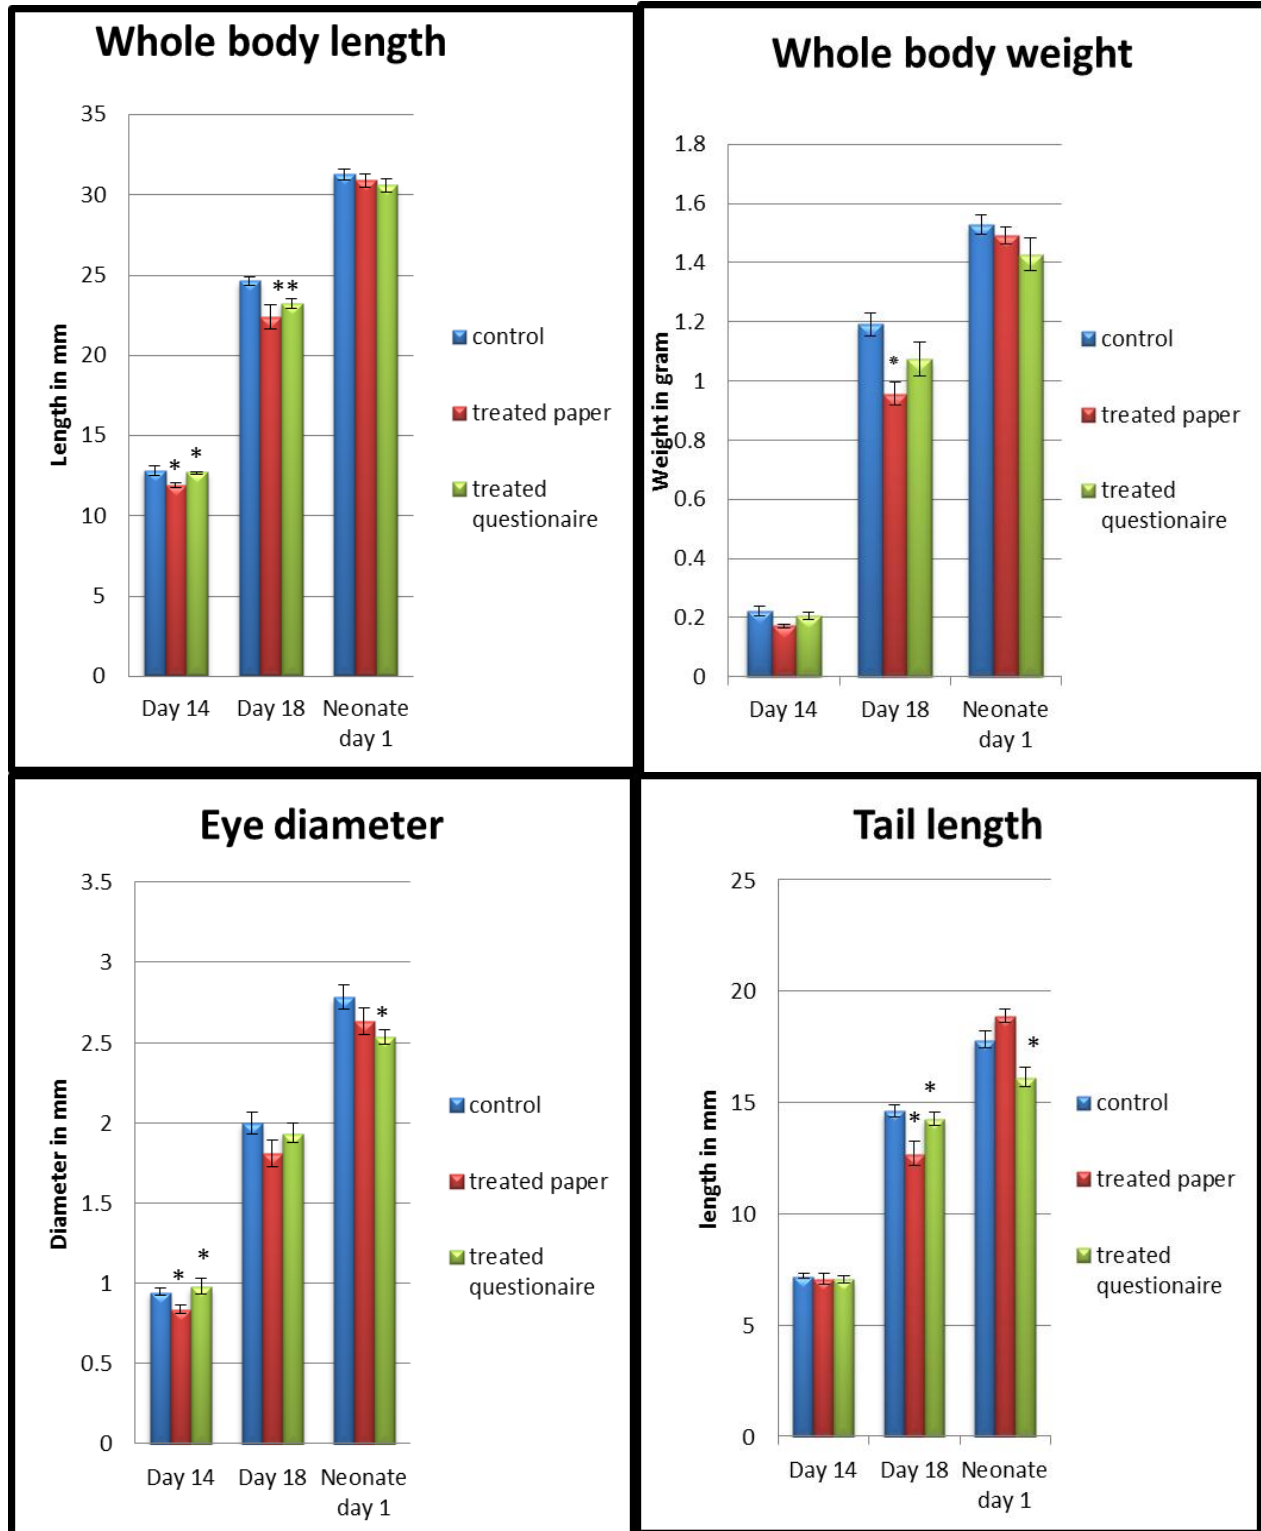 Whole body length
35
30
25
20
15
10
5
0
Length in mm
**
*
*
Day 14
Day 18
Neonate
day 1
control
treated paper
treated
questionaire
Whole body weight
1.8
1.6
1.4
1.2
1
0.8
0.6
0.4
0.2
0
Weight in gram
*
Day 14
Day 18
Neonate
day 1
control
treated paper
treated
questionaire
Eye diameter
3.5
3
2.5
2
1.5
1
0.5
0
Diameter in mm
*
*
*
Day 14
Day 18
Neonate
day 1
control
treated paper
treated
questionaire
Tail length
25
20
15
10
5
0
length in mm
*
*
*
Day 14
Day 18
Neonate
day 1
control
treated paper
treated
questionaire